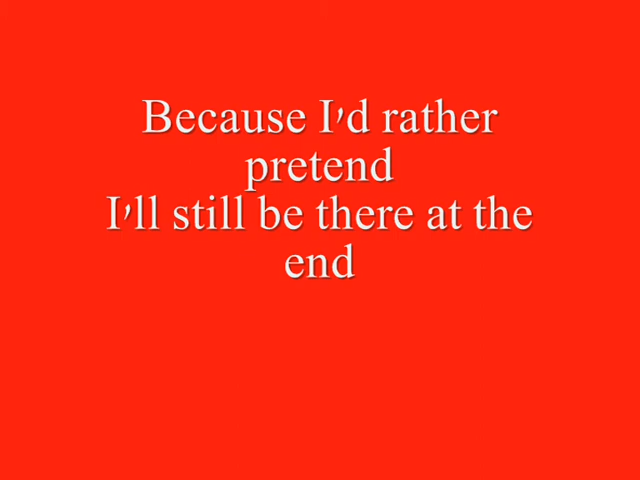 Because I'd rather
pretend
I'll still be there at the
end